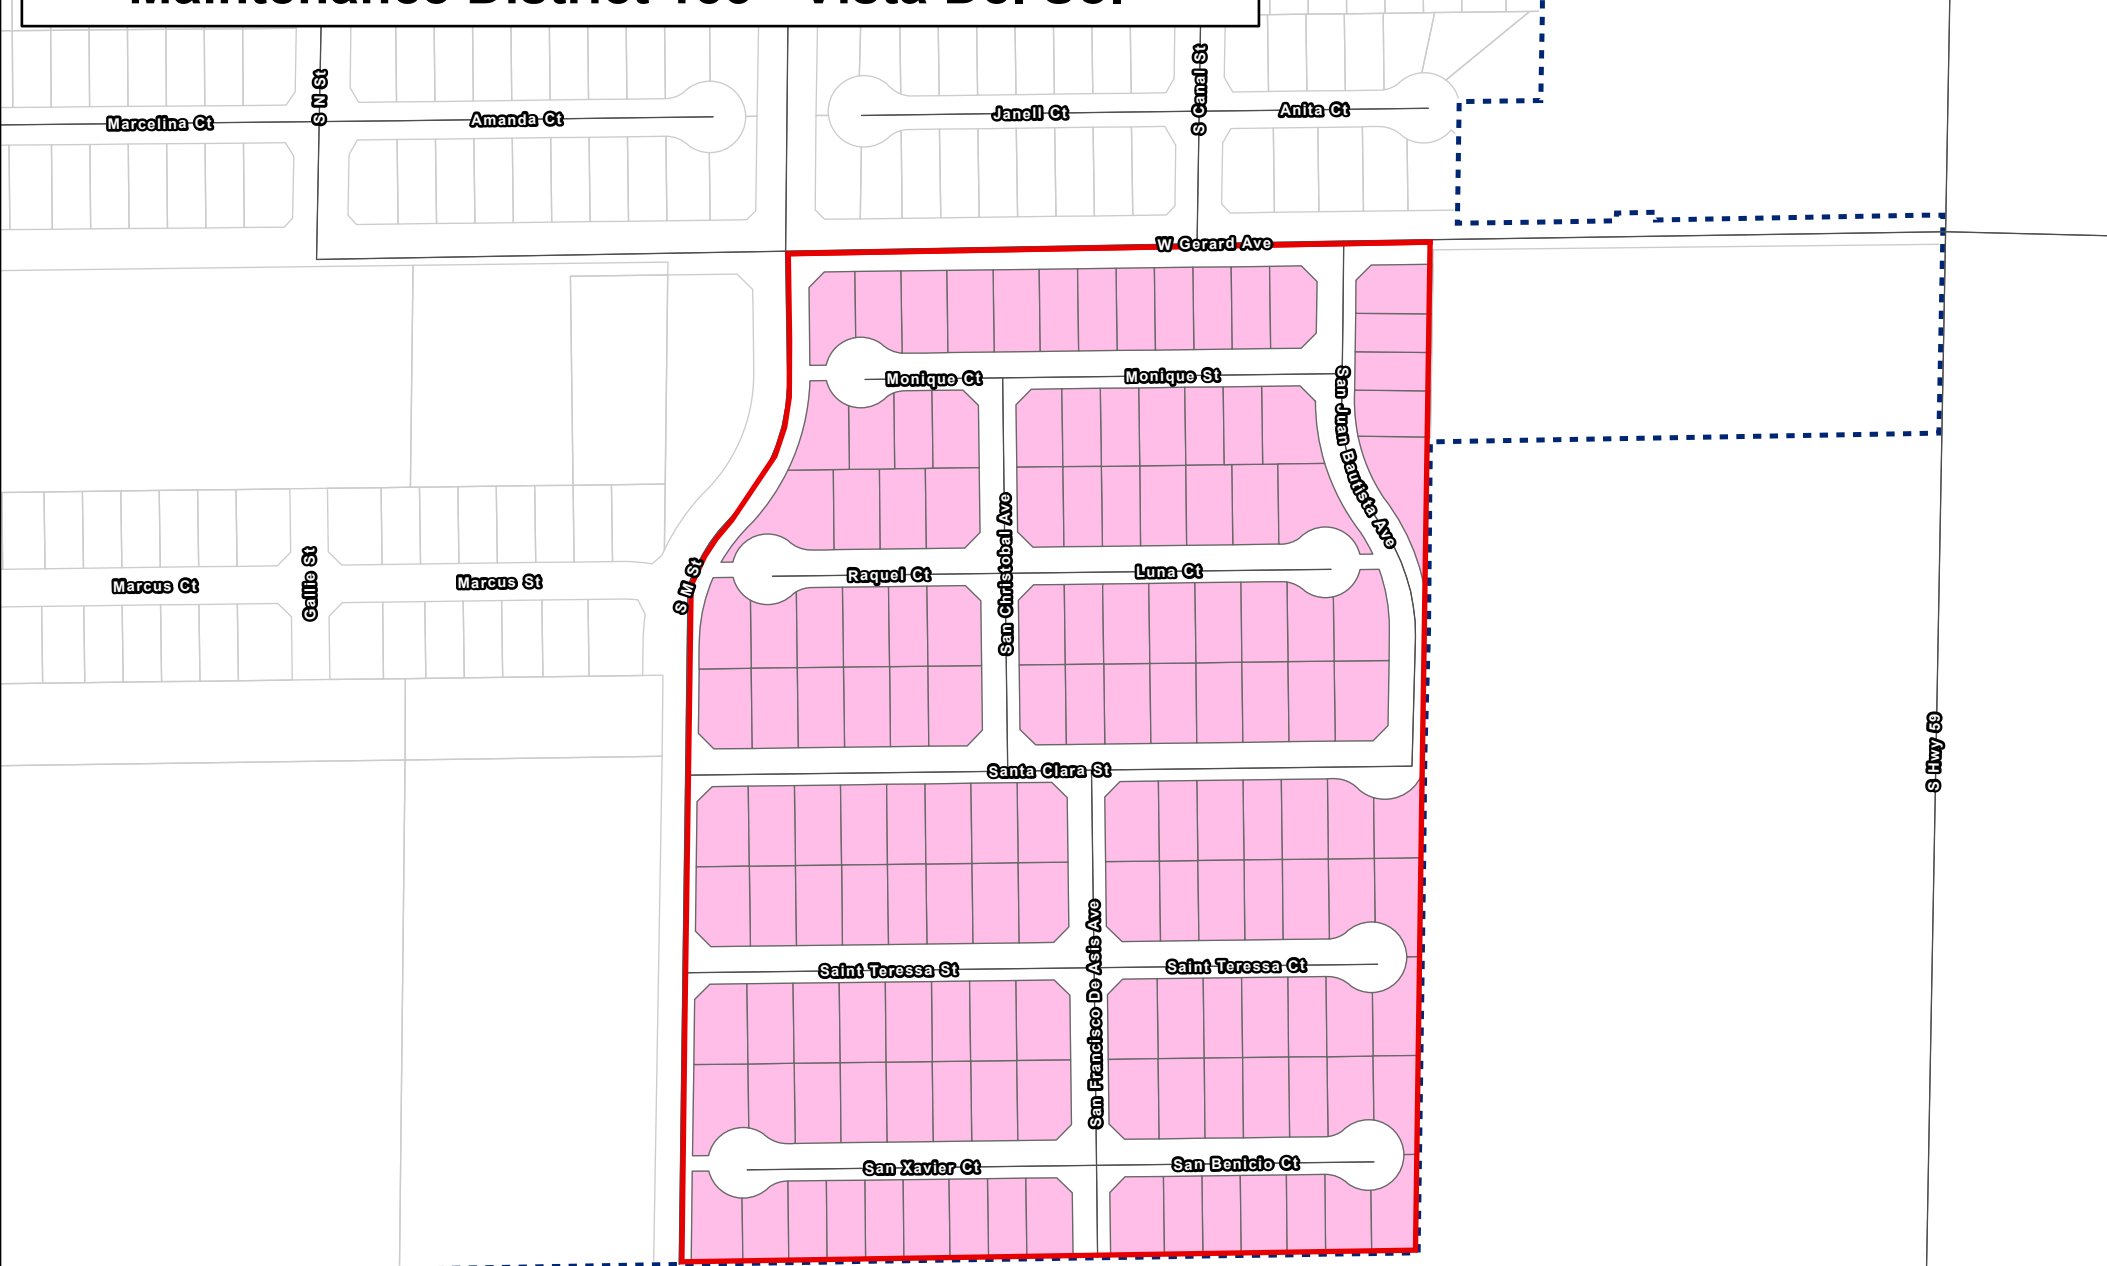 Maintenance District
Vista Del Sol
S N St
S Canal St
Marcelina Ct
Amanda Ct
Janell Ct
Anita Ct
W Gerard Ave
Monique Ct
Monique St
San Juan Bautista Ave
San Christobal Ave
Marcus Ct
Gallie St
Marcus St
S M St
Raquel Ct
Luna Ct
S Hwy 59
Santa Clara St
San Francisco De Asis Ave
Saint Teressa St
Saint Teressa Ct
San Xavier Ct
San Benicio Ct